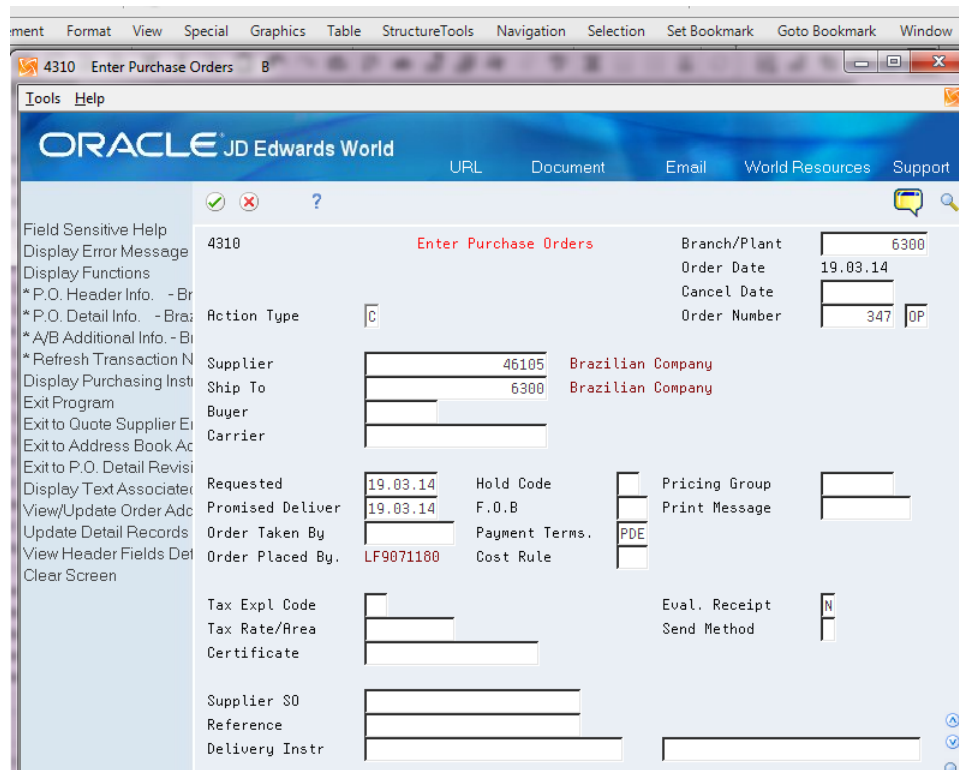 ment Format View Special Graphics Table StructureTools Navigation Selection Set Bookmark Goto Bookmark Window
4310 Enter Purchase Orders B
Tools Help
ORACLE JD Edwards World
URL Document Email World Resources Support
?
Field Sensitive Help
Display Error Message
Display Functions
* P.O. Header Info. - Br
* P.O. Detail Info. - Braz
* A/B Additional Info. - Br
* Refresh Transaction N
Display Purchasing Instr
Exit Program
Exit to Quote Supplier Er
Exit to Address Book Ad
Exit to P.O. Detail Revisi
Display Text Associated
View/Update Order Add
Update Detail Records
View Header Fields Def
Clear Screen
4310 Enter Purchase Orders Branch/Plant 6300
Order Date 19.03.14
Cancel Date
Action Type C Order Number 347 OP
Supplier 46105 Brazilian Company
Ship To 6300 Brazilian Company
Buyer
Carrier
Requested 19.03.14 Hold Code Pricing Group
Promised Deliver 19.03.14 F.O.B Print Message
Order Taken By Payment Terms. PDE
Order Placed By. LF9071180 Cost Rule
Tax Expl Code Eval. Receipt N
Tax Rate/Area Send Method
Certificate
Supplier SO
Reference
Delivery Instr